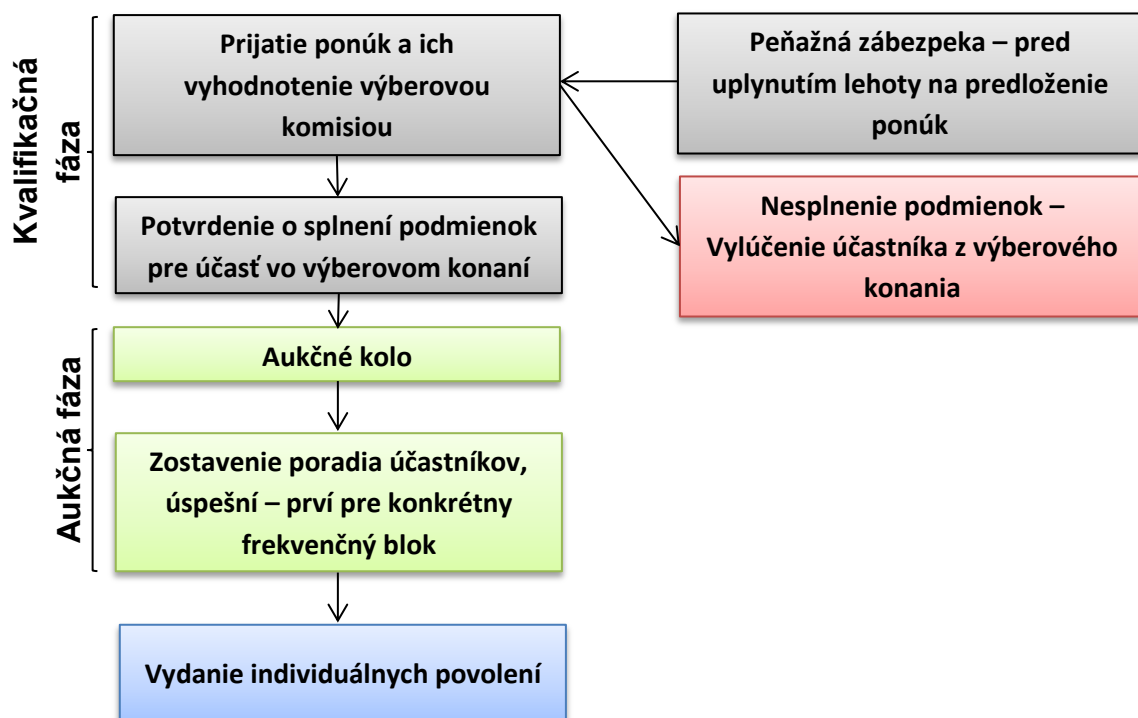 Kvalifikačná
fáza
Prijatie ponúk a ich
vyhodnotenie výberovou
komisiou
Peňažná zábezpeka – pred
uplynutím lehoty na predloženie
ponúk
Potvrdenie o splnení podmienok
pre účasť vo výberovom konaní
Nesplnenie podmienok –
Vylúčenie účastníka z výberového
konania
Aukčná fáza
Aukčné kolo
Zostavenie poradia účastníkov,
úspešní – prví pre konkrétny
frekvenčný blok
Vydanie individuálnych povolení